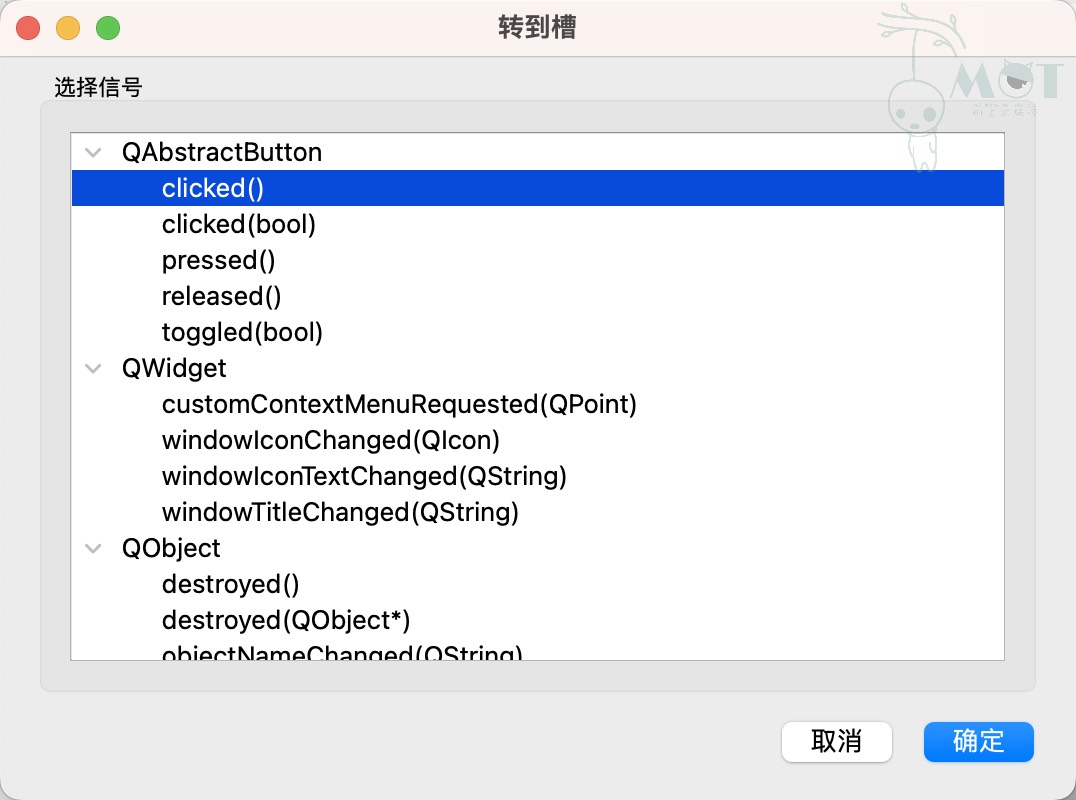 转到槽
MOT
选择信号
QAbstractButton
clicked()
clicked(bool)
pressed()
released()
toggled(bool)
QWidget
customContextMenuRequested(QPoint)
windowIconChanged(QIcon)
windowIconTextChanged(QString)
windowTitleChanged(QString)
QObject
destroyed()
destroyed(QObject*)
objectNameChanged(QString)
取消
确定